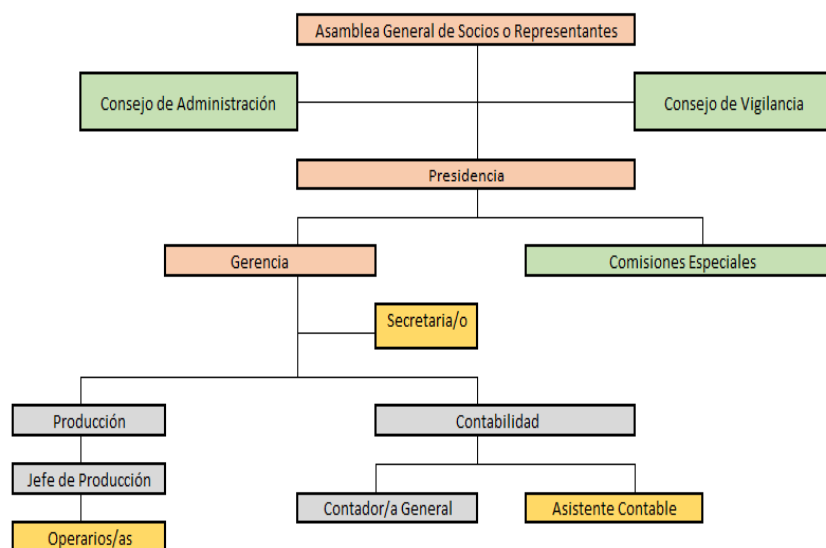 Asamblea General de Socios o Representantes
Consejo de Administración
Consejo de Vigilancia
Presidencia
Gerencia
Comisiones Especiales
Secretaria/o
Producción
Contabilidad
Jefe de Producción
Contador/a General
Asistente Contable
Operarios/as